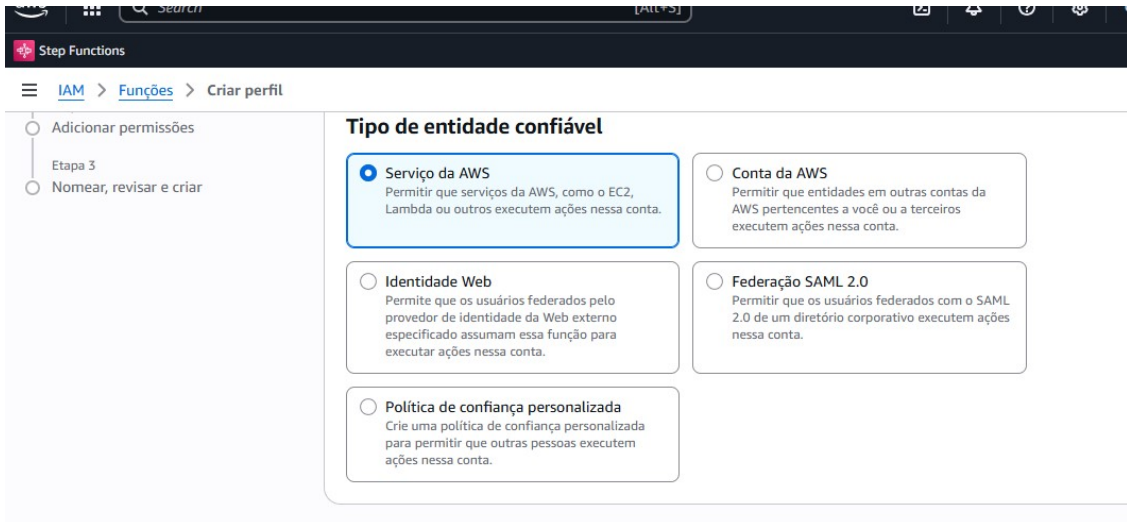 Search
[Alt+S]
Step Functions
IAM > Funções > Criar perfil
Adicionar permissões
Etapa 3
Nomear, revisar e criar
Tipo de entidade confiável
Serviço da AWS
Permitir que serviços da AWS, como o EC2,
Lambda ou outros executem ações nessa conta.
Conta da AWS
Permitir que entidades em outras contas da
AWS pertencentes a você ou a terceiros
executem ações nessa conta.
Identidade Web
Permite que os usuários federados pelo
provedor de identidade da Web externo
especificado assumam essa função para
executar ações nessa conta.
Federação SAML 2.0
Permitir que os usuários federados com o SAML
2.0 de um diretório corporativo executem ações
nessa conta.
Política de confiança personalizada
Crie uma política de confiança personalizada
para permitir que outras pessoas executem
ações nessa conta.